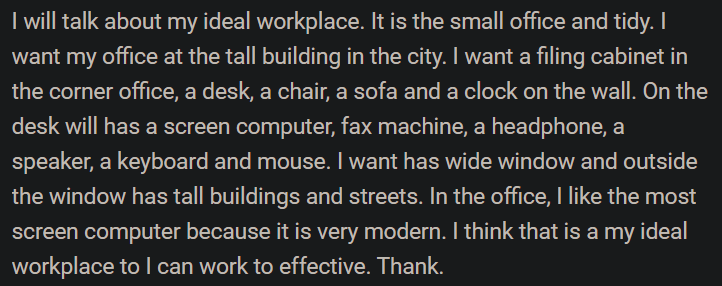 I will talk about my ideal workplace. It is the small office and tidy. I
want my office at the tall building in the city. I want a filing cabinet in
the corner office, a desk, a chair, a sofa and a clock on the wall. On the
desk will has a screen computer, fax machine, a headphone, a
speaker, a keyboard and mouse. I want has wide window and outside
the window has tall buildings and streets. In the office, I like the most
screen computer because it is very modern. I think that is a my ideal
workplace to I can work to effective. Thank.